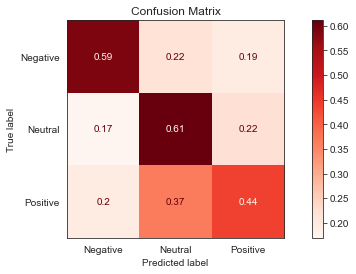 Confusion Matrix
True label
Negative
0.59
0.22
0.19
Neutral
0.17
0.61
0.22
Positive
0.2
0.37
0.44
Negative
Neutral
Positive
Predicted label
0.60
0.55
0.50
0.45
0.40
0.35
0.30
0.25
0.20